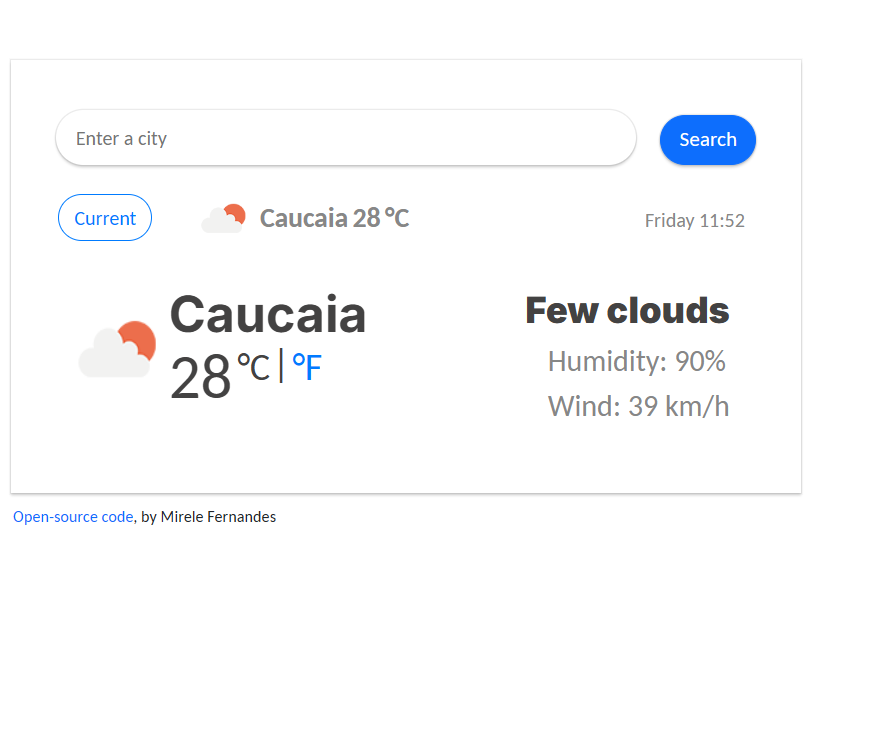 Enter a city
Search
Current
Caucaia 28 °C
Friday 11:52
Caucaia
28 °C | °F
Few clouds
Humidity: 90%
Wind: 39 km/h
Open-source code, by Mirele Fernandes